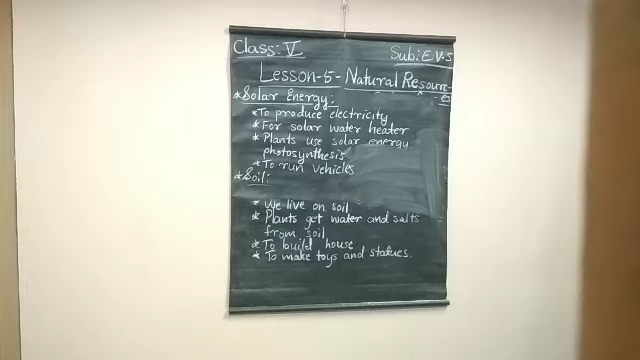 Class: V
Sub: E.V.S
Lesson-5- Natural Resourc-
es
*Solar Energy:
*To produce electricity
*For solar water heater
*Plants use solar energy
photosynthesis
*To run vehicles
*Soil:
*We live on soil
*Plants get water and salts
from soil
*To build house
*To make toys and statues.